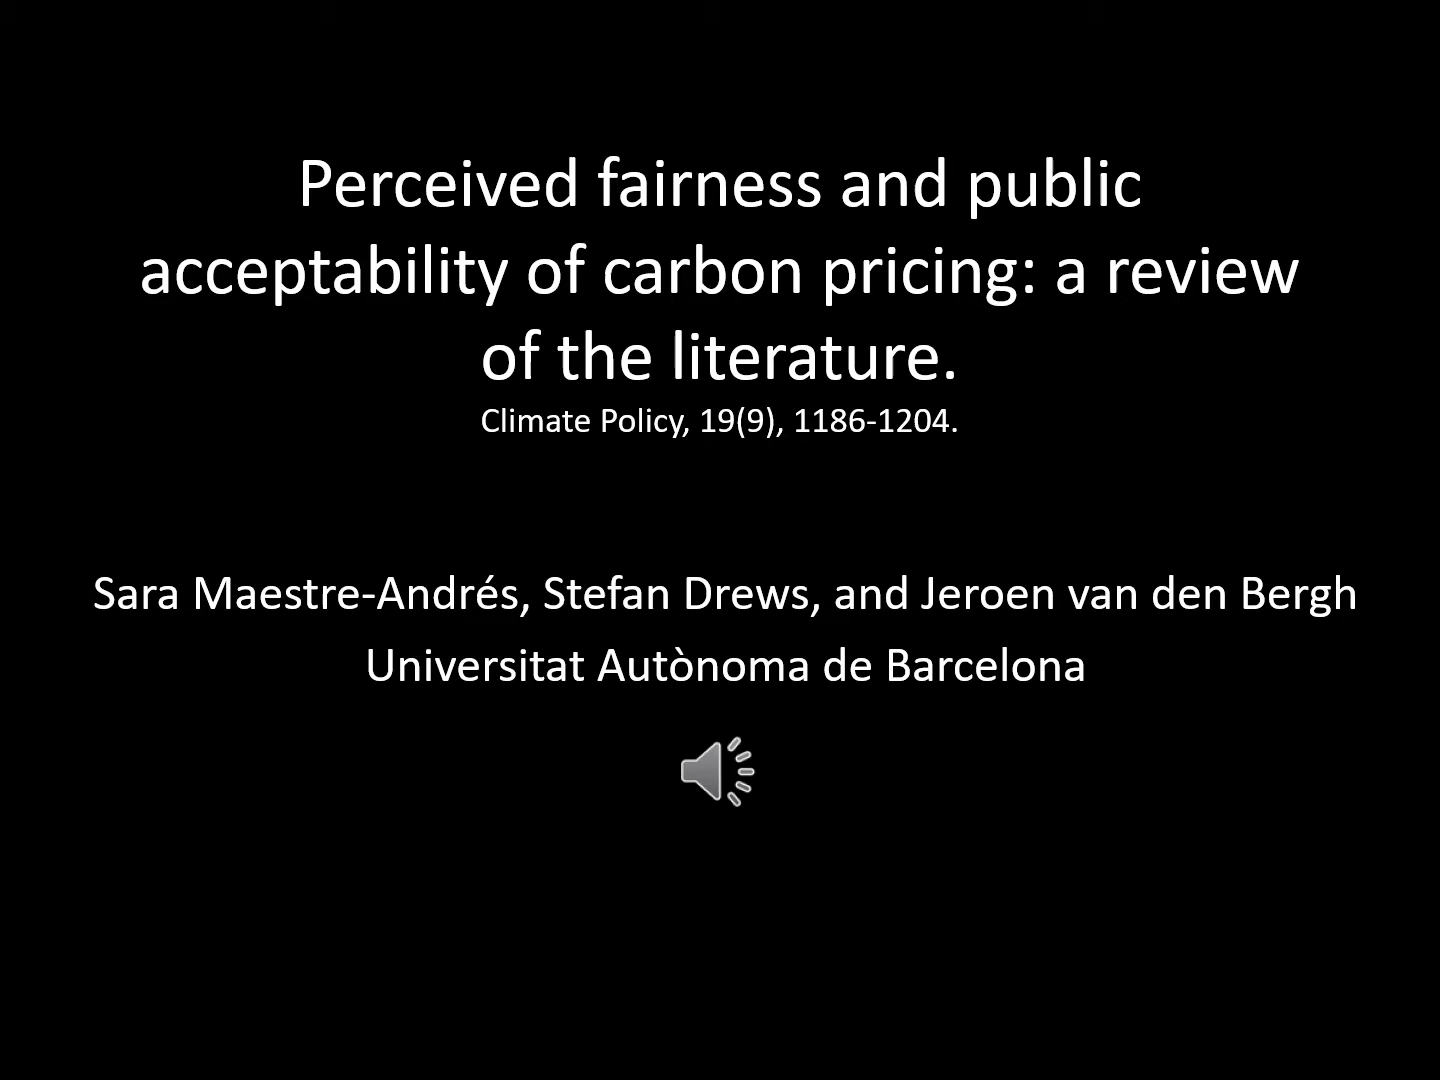 Perceived fairness and public
acceptability of carbon pricing: a review
of the literature.
Climate Policy, 19(9), 1186-1204.
Sara Maestre-Andrés, Stefan Drews, and Jeroen van den Bergh
Universitat Autònoma de Barcelona